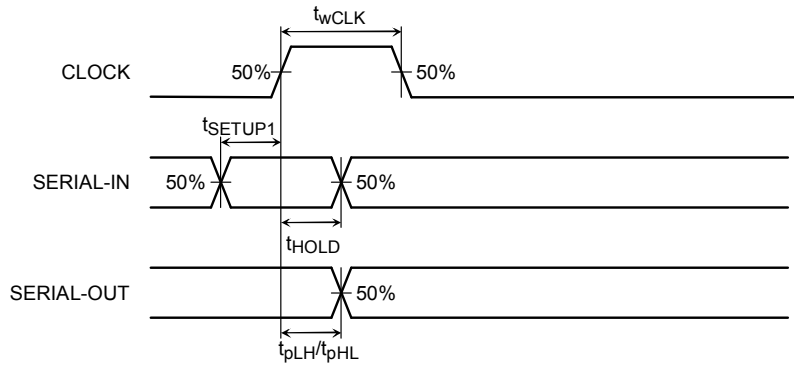 twCLK
CLOCK 50% 50%
tSETUP1
SERIAL-IN 50% 50%
tHOLD
SERIAL-OUT 50%
tpLH/tpHL